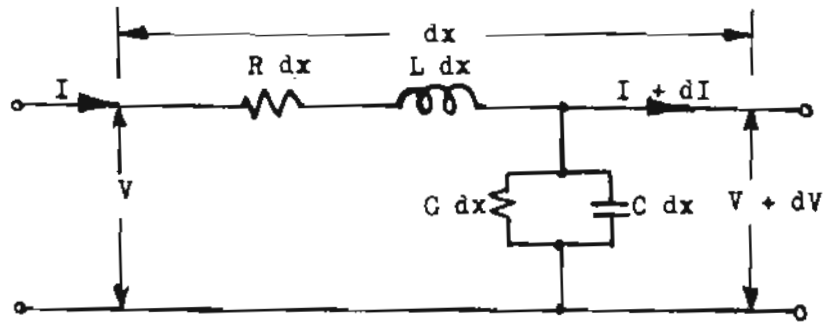 dx
R dx
L dx
I
I + dI
V
G dx
C dx
V + dV